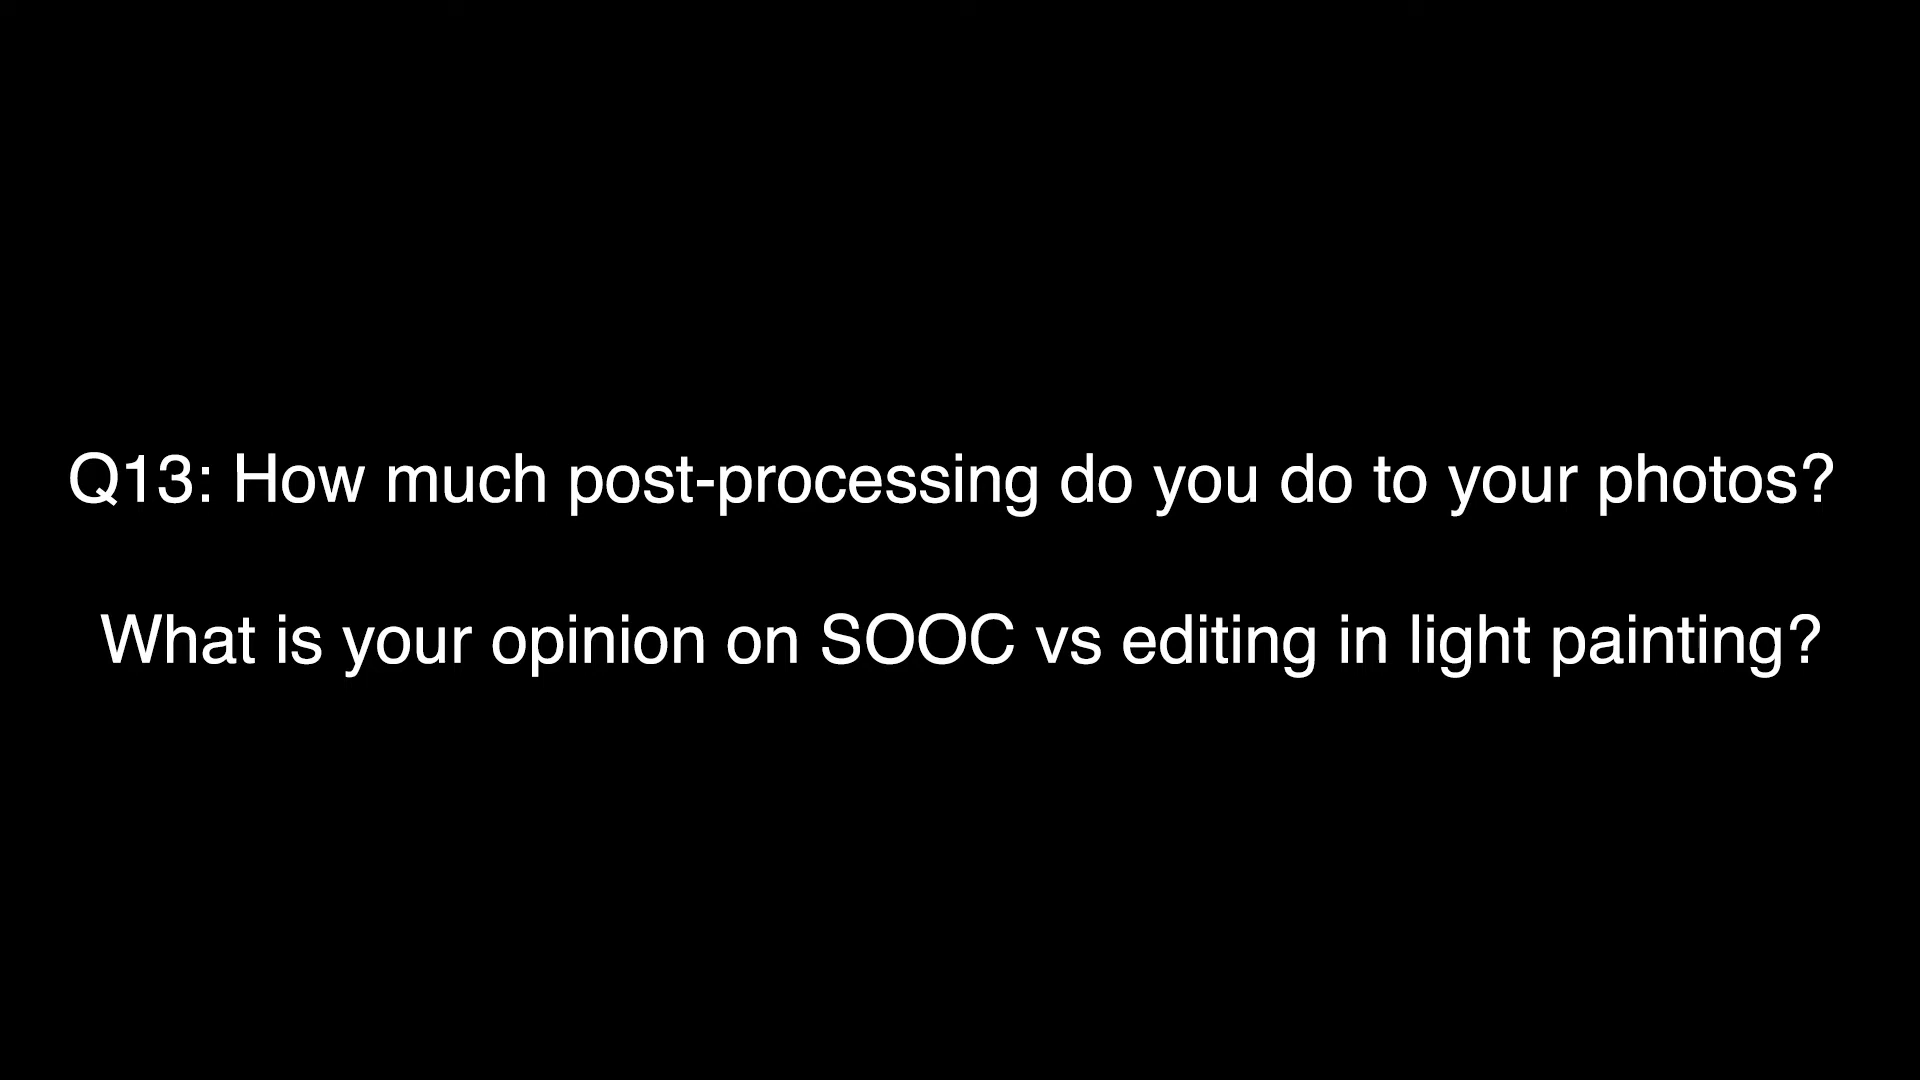 Q13: How much post-processing do you do to your photos?
What is your opinion on SOOC vs editing in light painting?